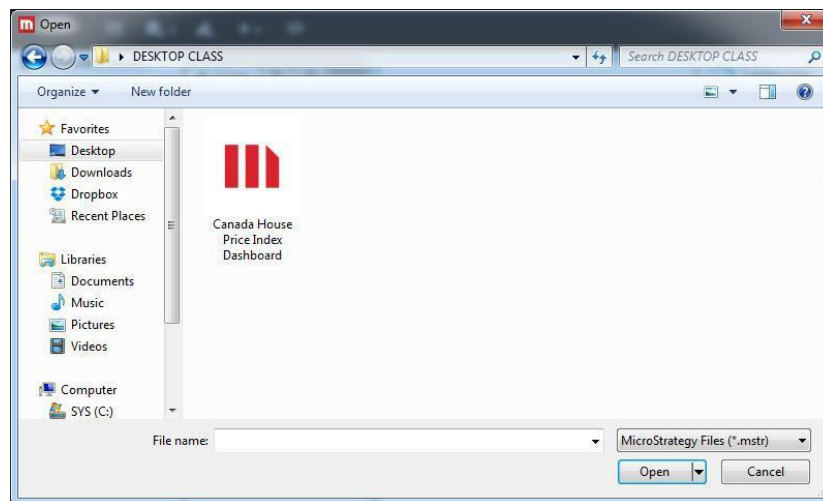 Open
DESKTOP CLASS
Search DESKTOP CLASS
Organize
New folder
Favorites
Desktop
Downloads
Dropbox
Recent Places
Libraries
Documents
Music
Pictures
Videos
Computer
SYS (C:)
Canada House
Price Index
Dashboard
File name:
MicroStrategy Files (*.mstr)
Open
Cancel